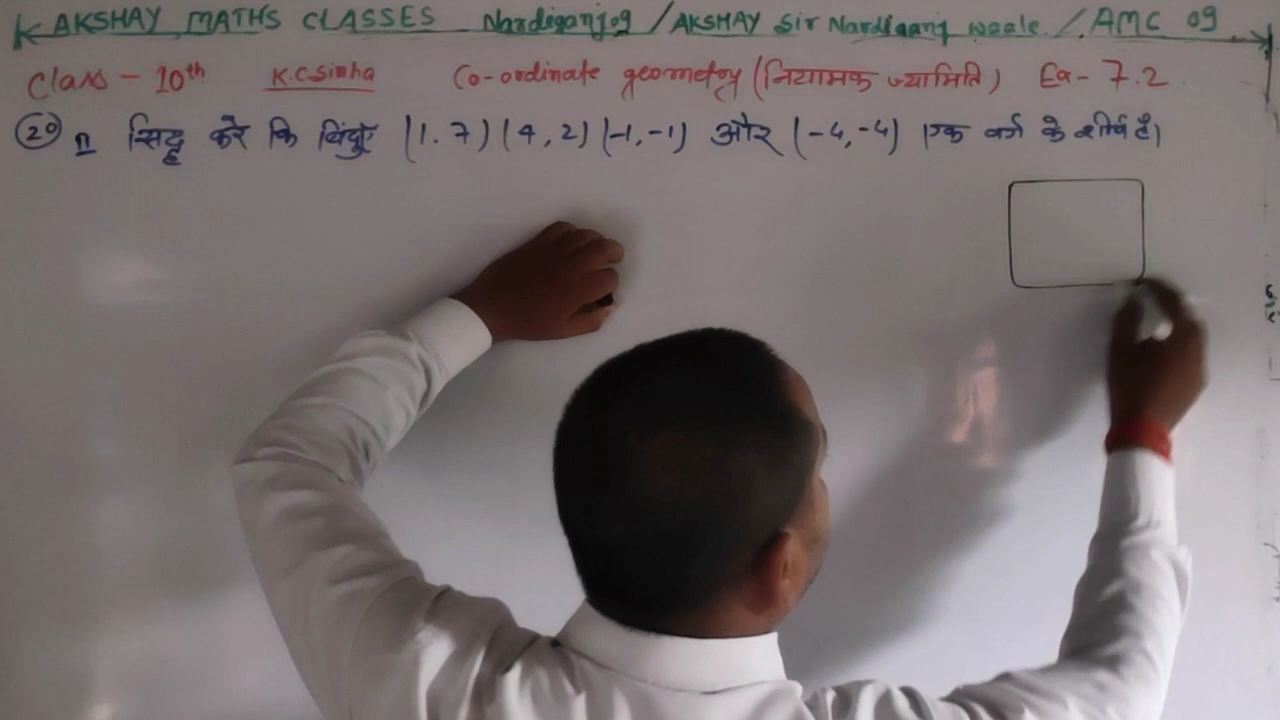 AKSHAY MATHS CLASSES Nardiganj09 / AKSHAY Sir Nardiganj waale / AMC 09
Class - 10th K.C.Sinha Co-ordinate geometry (नियामक ज्यामिति) Ex- 7.2
20 सिद्ध करे कि बिंदुए (1.7) (4,2) (-1,-1) और (-4,-4) एक वर्ग के शीर्ष है।